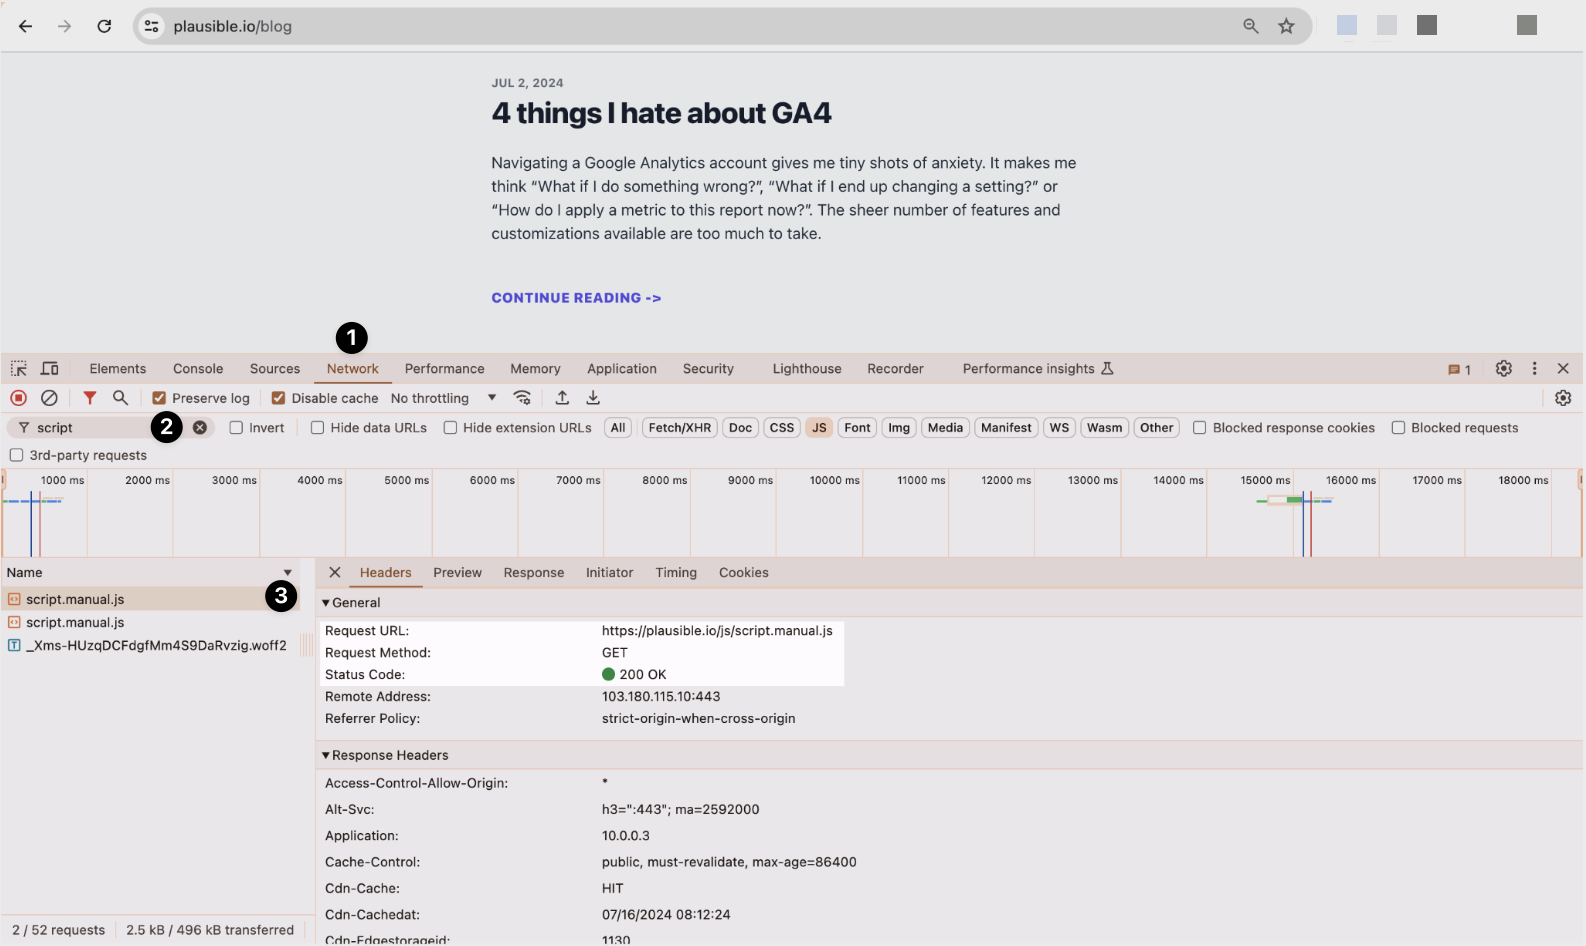 plausible.io/blog
JUL 2, 2024
4 things I hate about GA4
Navigating a Google Analytics account gives me tiny shots of anxiety. It makes me
think “What if I do something wrong?”, “What if I end up changing a setting?” or
“How do I apply a metric to this report now?”. The sheer number of features and
customizations available are too much to take.
CONTINUE READING ->
1
Elements Console Sources Network Performance Memory Application Security Lighthouse Recorder Performance insights 1
Preserve log Disable cache No throttling
script 2 Invert Hide data URLs Hide extension URLs All Fetch/XHR Doc CSS JS Font Img Media Manifest WS Wasm Other Blocked response cookies Blocked requests
3rd-party requests
1000 ms 2000 ms 3000 ms 4000 ms 5000 ms 6000 ms 7000 ms 8000 ms 9000 ms 10000 ms 11000 ms 12000 ms 13000 ms 14000 ms 15000 ms 16000 ms 17000 ms 18000 ms
Name
script.manual.js 3
script.manual.js
_Xms-HUzqDCFdgfMm4S9DaRvzig.woff2
2 / 52 requests 2.5 kB / 496 kB transferred
Headers Preview Response Initiator Timing Cookies
General
Request URL: https://plausible.io/js/script.manual.js
Request Method: GET
Status Code: 200 OK
Remote Address: 103.180.115.10:443
Referrer Policy: strict-origin-when-cross-origin
Response Headers
Access-Control-Allow-Origin: *
Alt-Svc: h3=":443"; ma=2592000
Application: 10.0.0.3
Cache-Control: public, must-revalidate, max-age=86400
Cdn-Cache: HIT
Cdn-Cachedat: 07/16/2024 08:12:24
Cdn-Edgestorageid: 1130